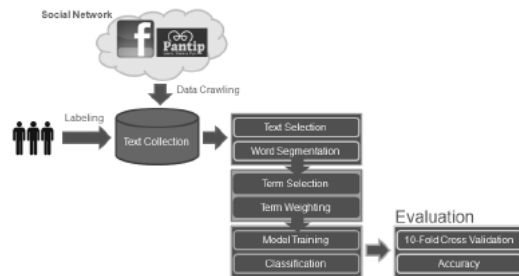 Social Network
f
Pantip
Data Crawling
Labeling
Text Collection
Text Selection
Word Segmentation
Term Selection
Term Weighting
Model Training
Classification
Evaluation
10-Fold Cross Validation
Accuracy